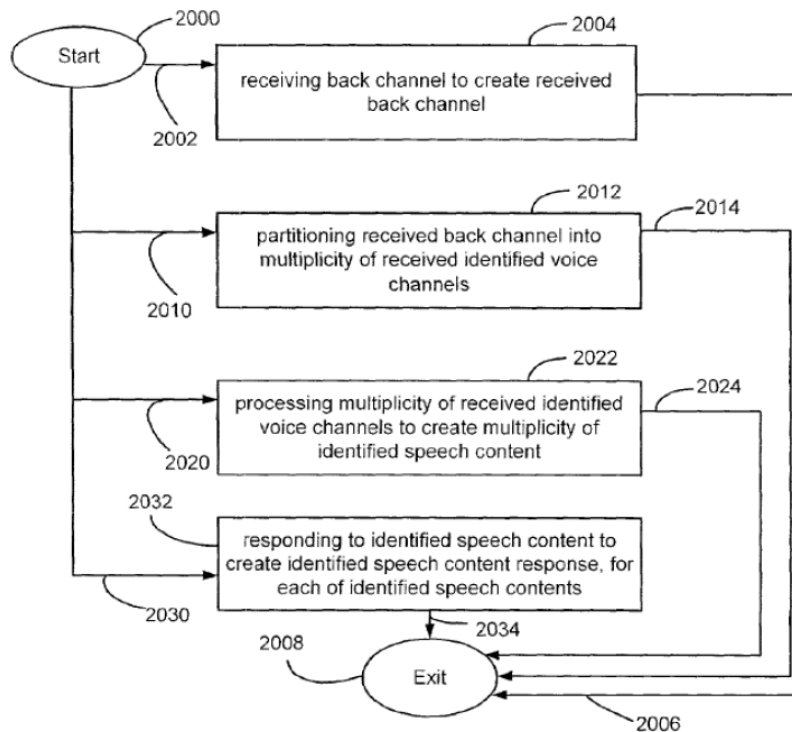 2000
Start
2004
receiving back channel to create received
back channel
2002
2012
2014
partitioning received back channel into
multiplicity of received identified voice
channels
2010
2022
2024
processing multiplicity of received identified
voice channels to create multiplicity of
identified speech content
2020
2032
responding to identified speech content to
create identified speech content response, for
each of identified speech contents
2030
2034
2008
Exit
2006